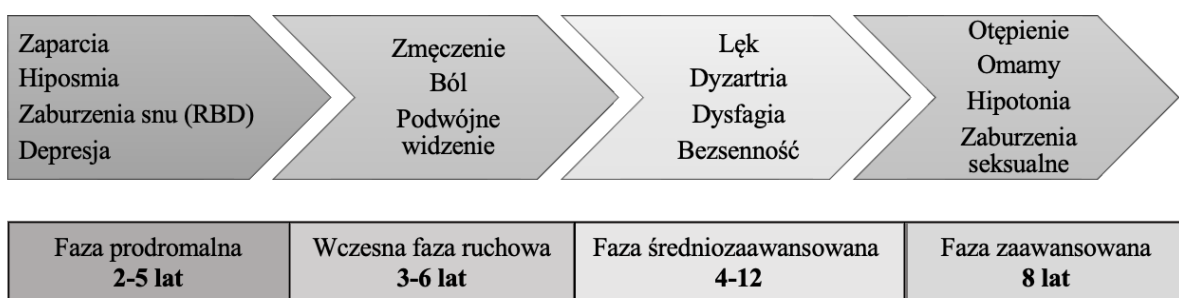 Zaparcia
Hiposmia
Zaburzenia snu (RBD)
Depresja
Zmęczenie
Ból
Podwójne
widzenie
Lęk
Dyzartria
Dysfagia
Bezsenność
Otępienie
Omamy
Hipotonia
Zaburzenia
seksualne
Faza prodromalna
2-5 lat
Wczesna faza ruchowa
3-6 lat
Faza średniozaawansowana
4-12
Faza zaawansowana
8 lat